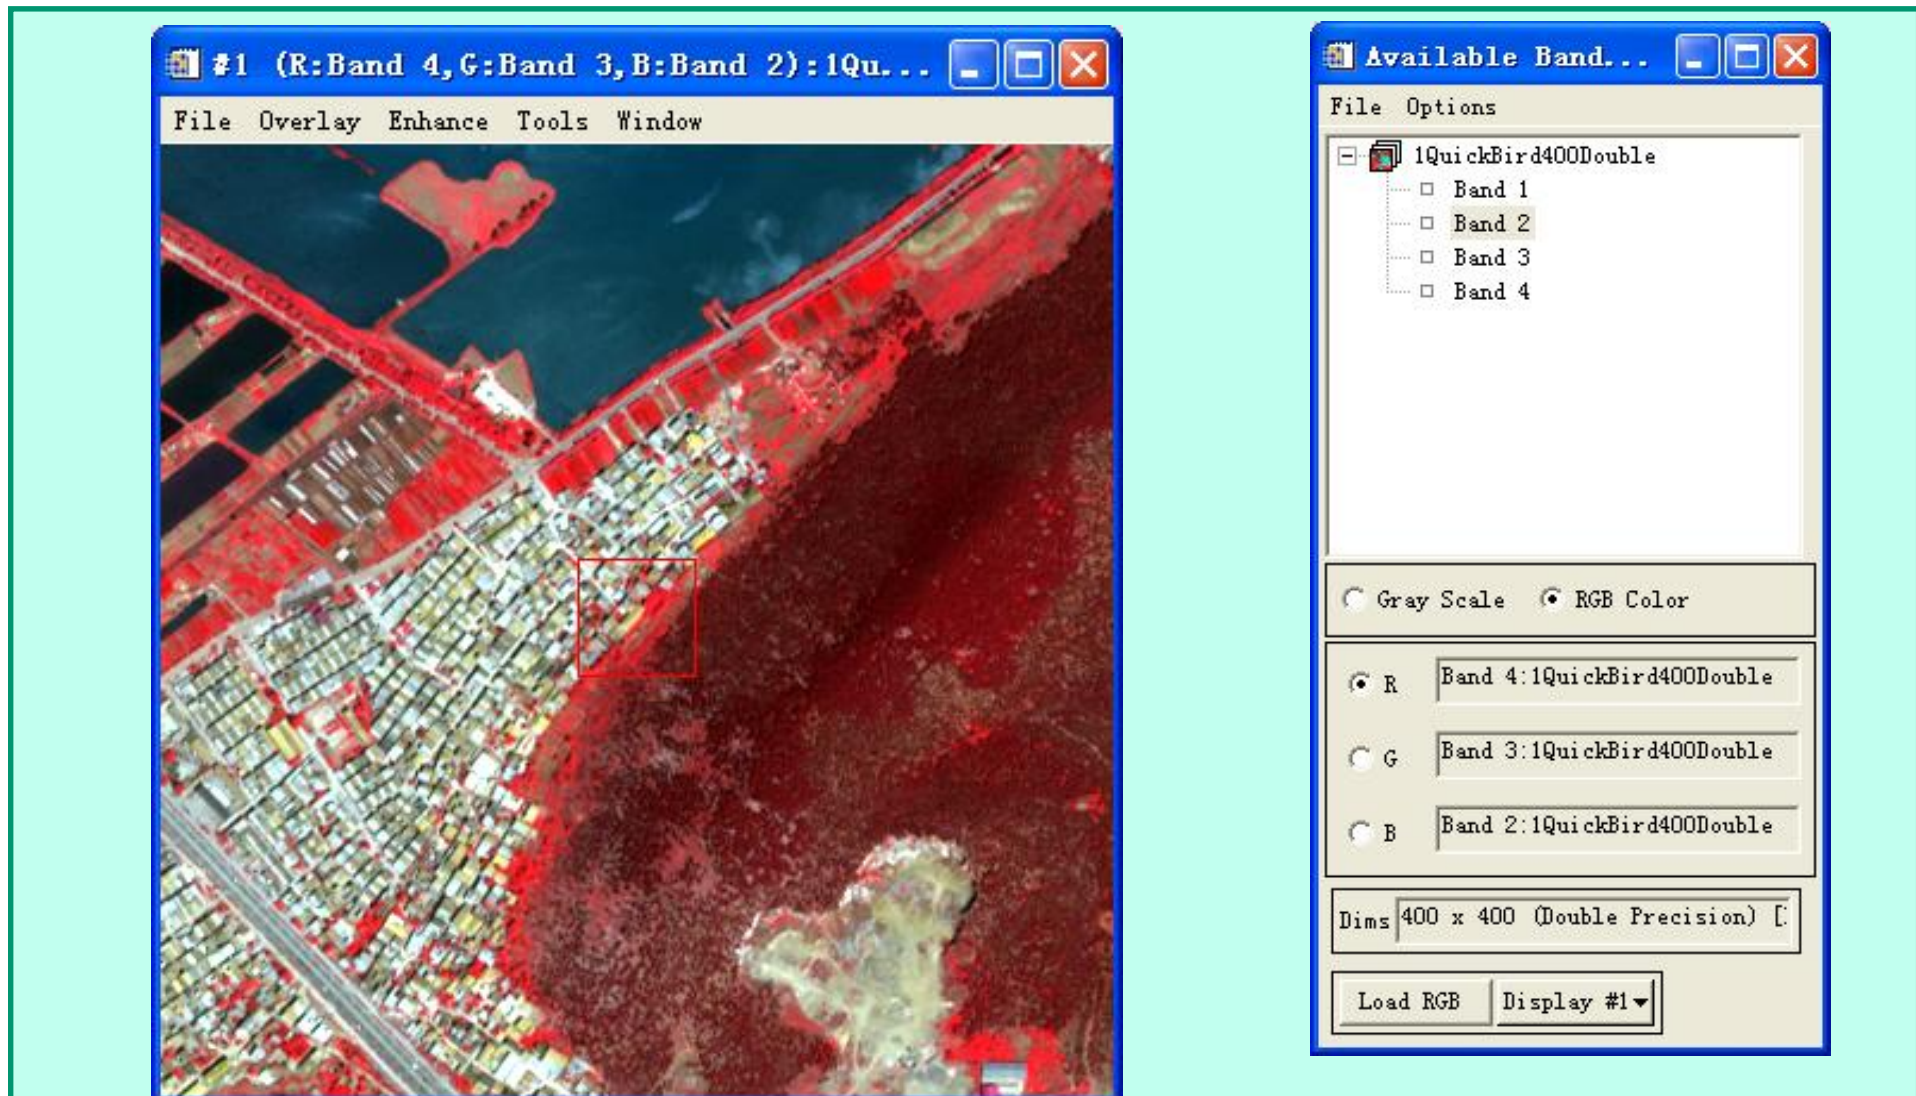 #1 (R:Band 4,G:Band 3,B:Band 2):1Qu...
File Overlay Enhance Tools Window
Available Band...
File Options
1QuickBird400Double
Band 1
Band 2
Band 3
Band 4
Gray Scale RGB Color
R Band 4:1QuickBird400Double
G Band 3:1QuickBird400Double
B Band 2:1QuickBird400Double
Dims 400 x 400 (Double Precision) [
Load RGB Display #1